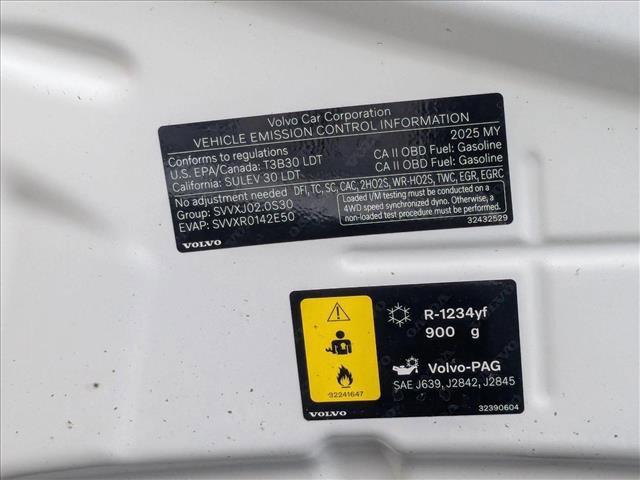 Volvo Car Corporation
VEHICLE EMISSION CONTROL INFORMATION
Conforms to regulations 2025 MY
U.S. EPA/Canada: T3B30 LDT CA II OBD Fuel: Gasoline
California: SULEV 30 LDT CA II OBD Fuel: Gasoline
No adjustment needed DFI, TC, SC, CAC, 2HO2S, WR-HO2S, TWC, EGR, EGRC
Group: SVVXJ02.0S30
EVAP: SVVXR0142E50
Loaded I/M testing must be conducted on a
4WD speed synchronized dyno. Otherwise, a
non-loaded test procedure must be performed.
VOLVO 32432529
R-1234yf
900 g
Volvo-PAG
SAE J639, J2842, J2845
32241647
VOLVO 32390604